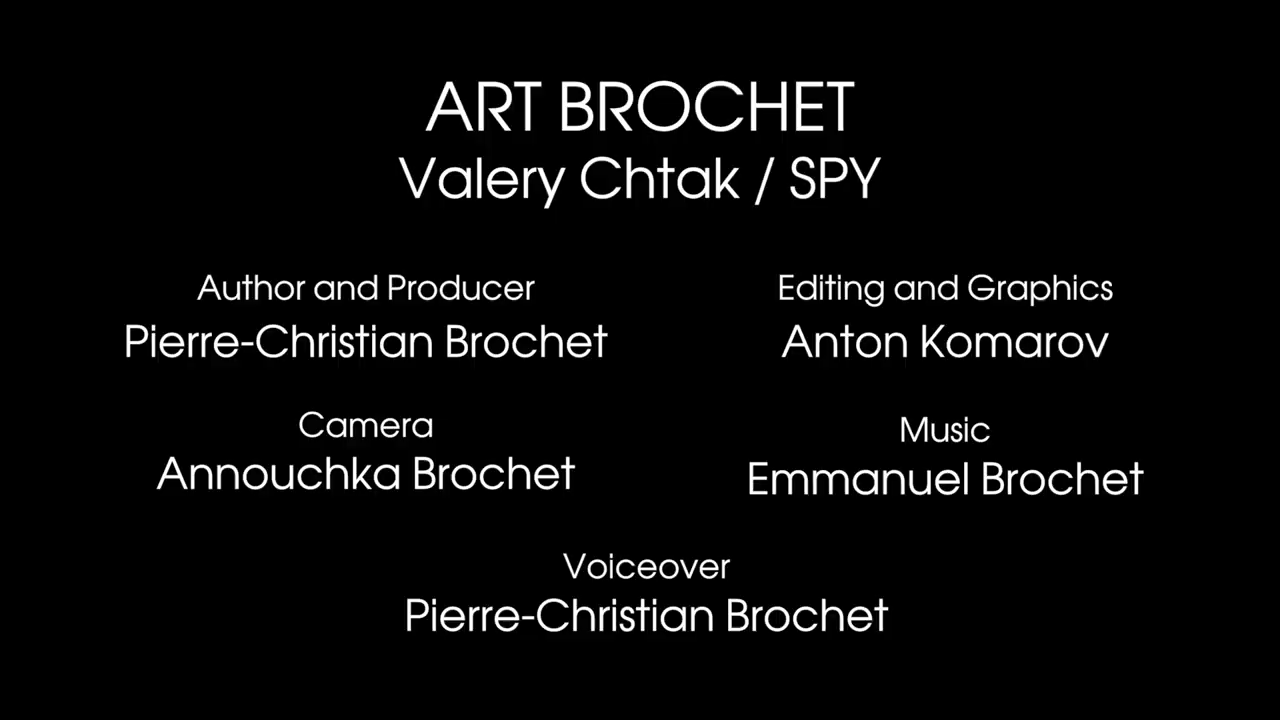 ART BROCHET
Valery Chtak / SPY
Author and Producer
Pierre-Christian Brochet
Editing and Graphics
Anton Komarov
Camera
Annouchka Brochet
Music
Emmanuel Brochet
Voiceover
Pierre-Christian Brochet